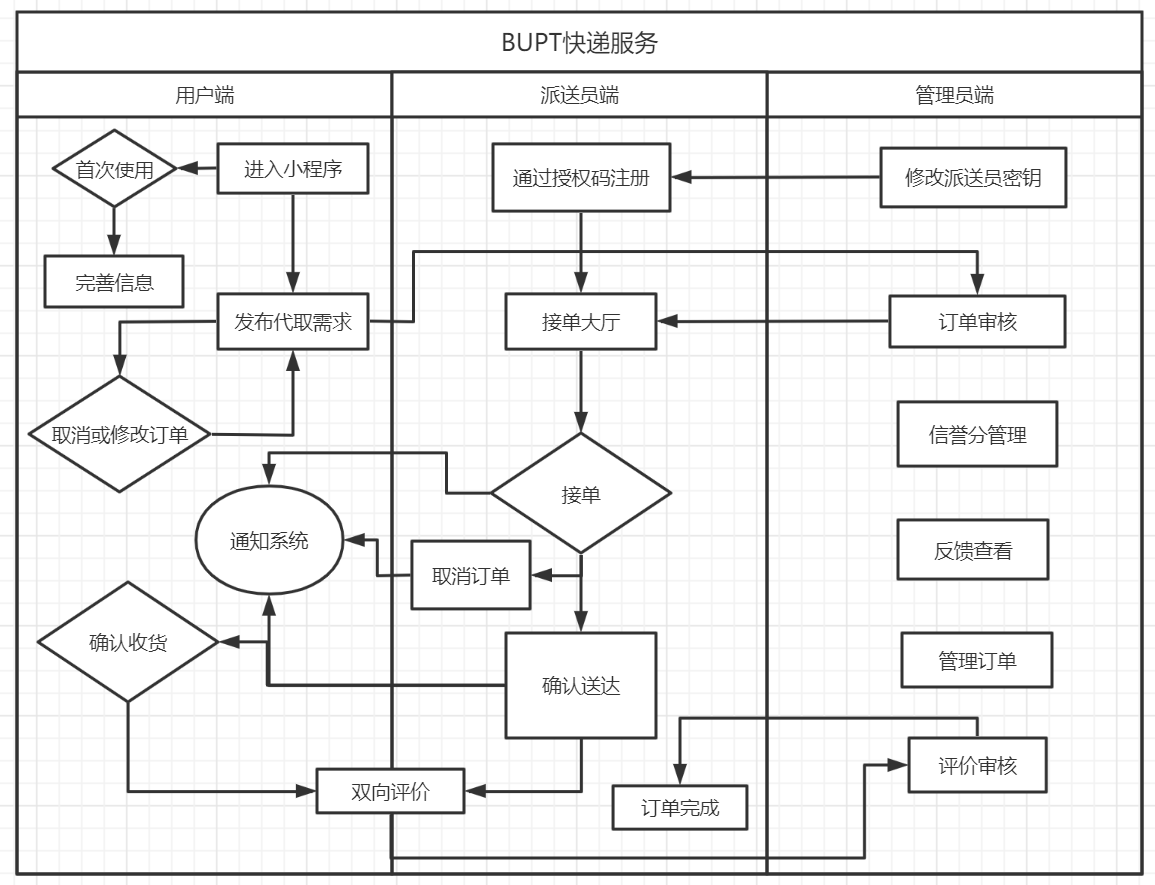 BUPT快递服务
用户端
派送员端
管理员端
首次使用
进入小程序
通过授权码注册
修改派送员密钥
完善信息
发布代取需求
接单大厅
订单审核
取消或修改订单
信誉分管理
接单
通知系统
取消订单
反馈查看
确认收货
确认送达
管理订单
双向评价
订单完成
评价审核